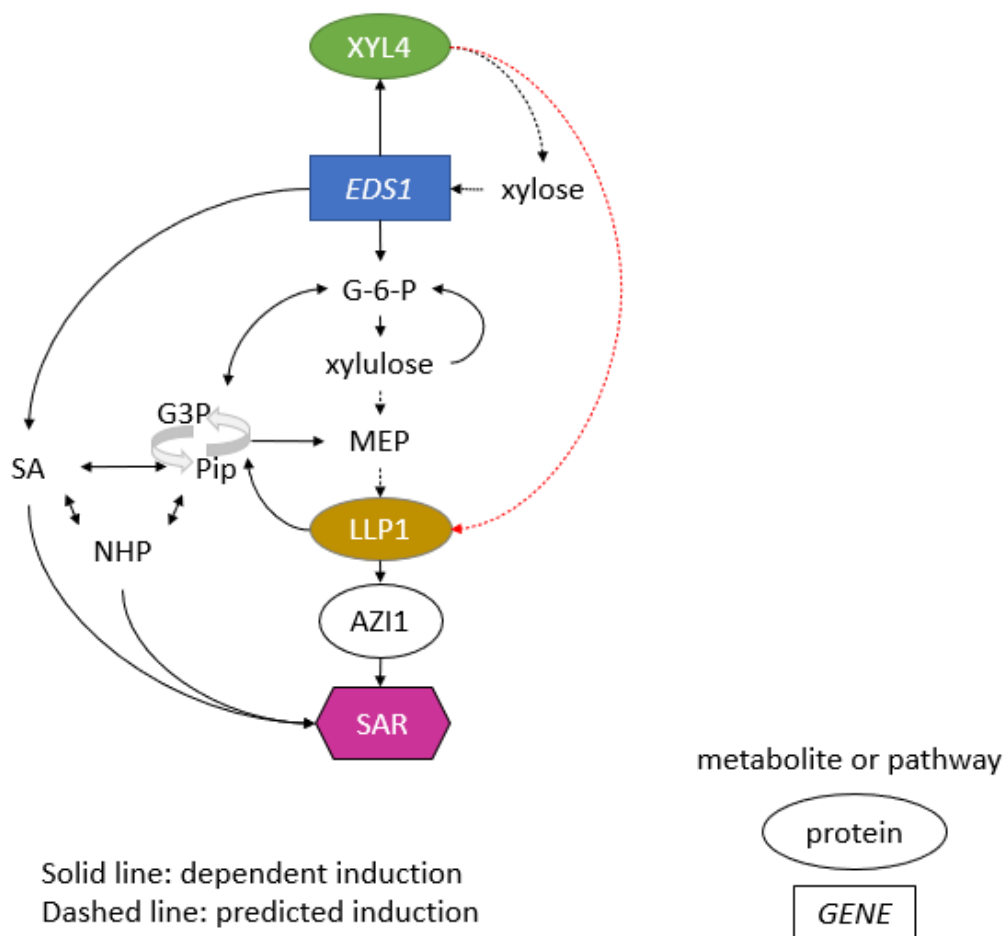 XYL4
EDS1
xylose
G-6-P
xylulose
G3P
MEP
SA
Pip
LLP1
NHP
AZI1
SAR
metabolite or pathway
protein
Solid line: dependent induction
Dashed line: predicted induction
GENE